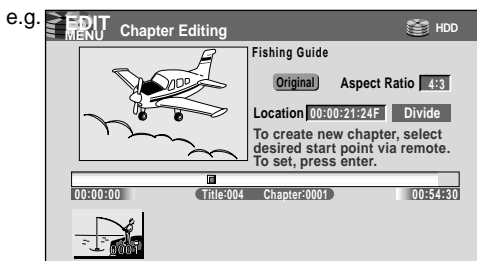 e.g.
EDIT MENU Chapter Editing HDD
Fishing Guide
Original Aspect Ratio 4:3
Location 00:00:21:24F Divide
To create new chapter, select
desired start point via remote.
To set, press enter.
00:00:00 Title:004 Chapter:0001 00:54:30
0001